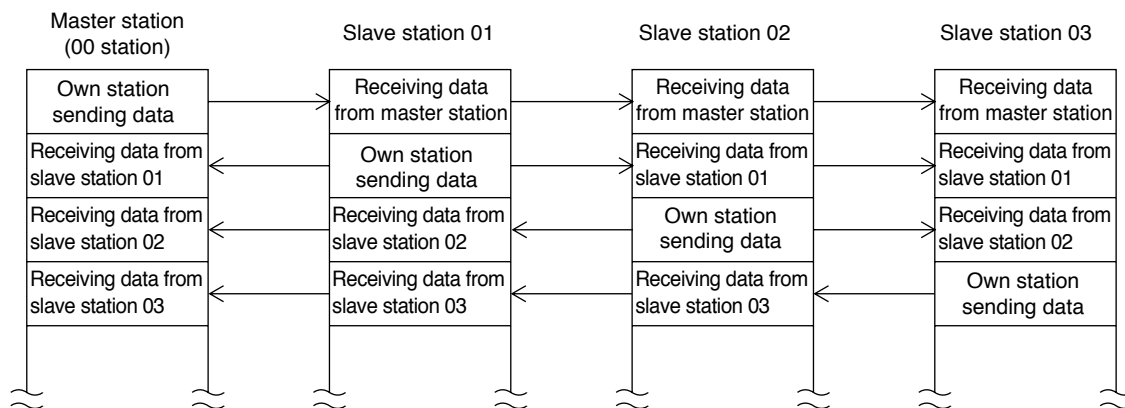 Master station
(00 station)
Slave station 01
Slave station 02
Slave station 03
Own station
sending data
Receiving data
from master station
Receiving data
from master station
Receiving data
from master station
Receiving data from
slave station 01
Own station
sending data
Receiving data from
slave station 01
Receiving data from
slave station 01
Receiving data from
slave station 02
Receiving data from
slave station 02
Own station
sending data
Receiving data from
slave station 02
Receiving data from
slave station 03
Receiving data from
slave station 03
Receiving data from
slave station 03
Own station
sending data